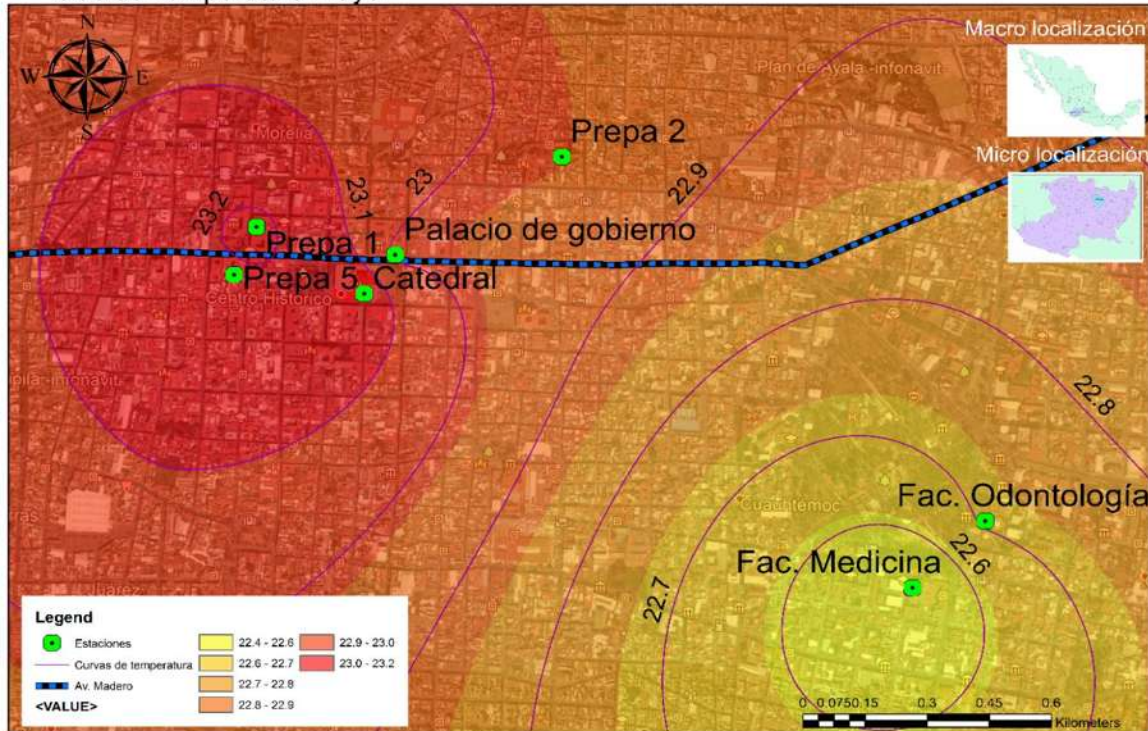 N
W
E
S
Macro localización
Micro localización
Plan de Ayala -infonavit-
Morelia
Prepa 2
23.2
23.1
23
22.9
Palacio de gobierno
Prepa 1
Prepa 5
Catedral
Centro Histórico
22.8
Cuauhtémoc
Fac. Odontología
Fac. Medicina
22.6
22.7
Juárez
Legend
Estaciones
Curvas de temperatura
Av. Madero
<VALUE>
22.4 - 22.6
22.6 - 22.7
22.7 - 22.8
22.8 - 22.9
22.9 - 23.0
23.0 - 23.2
0 0.075 0.15 0.3 0.45 0.6
Kilometers